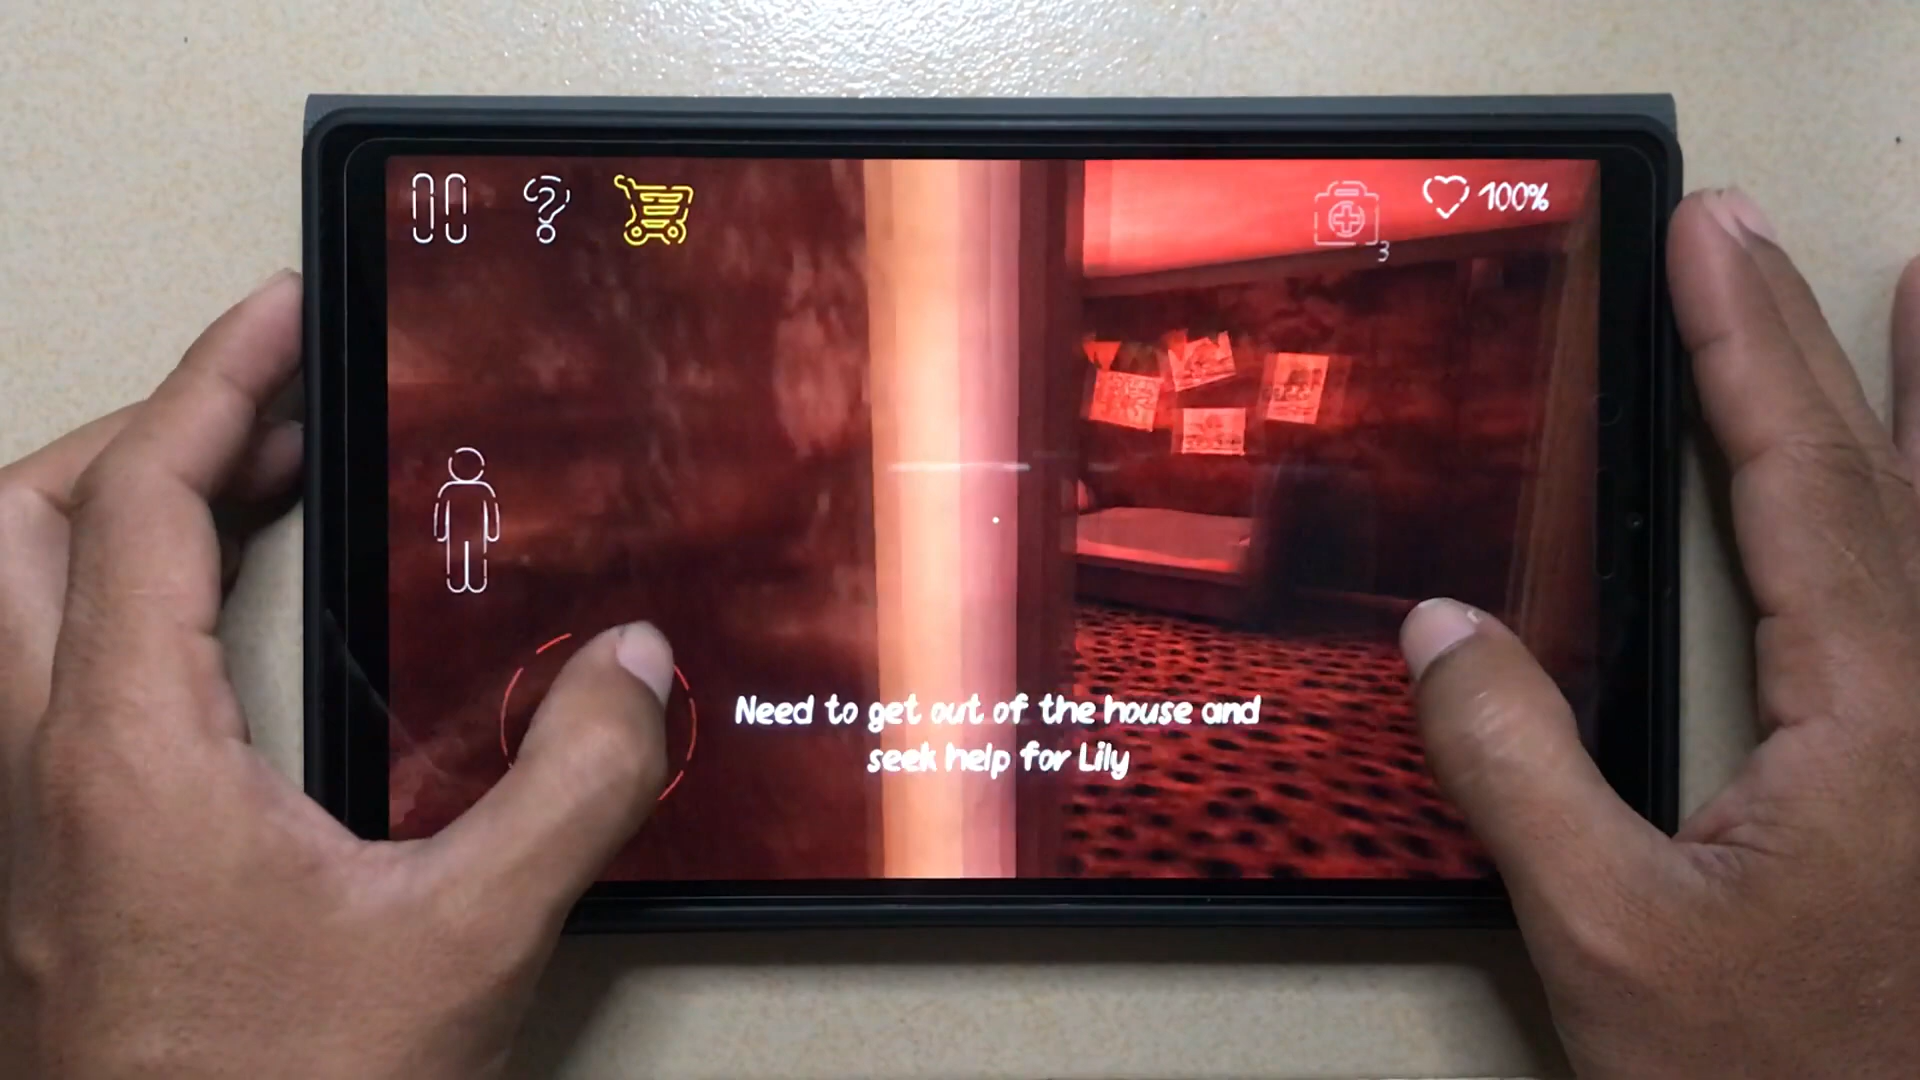 100%
3
Need to get out of the house and
seek help for Lily